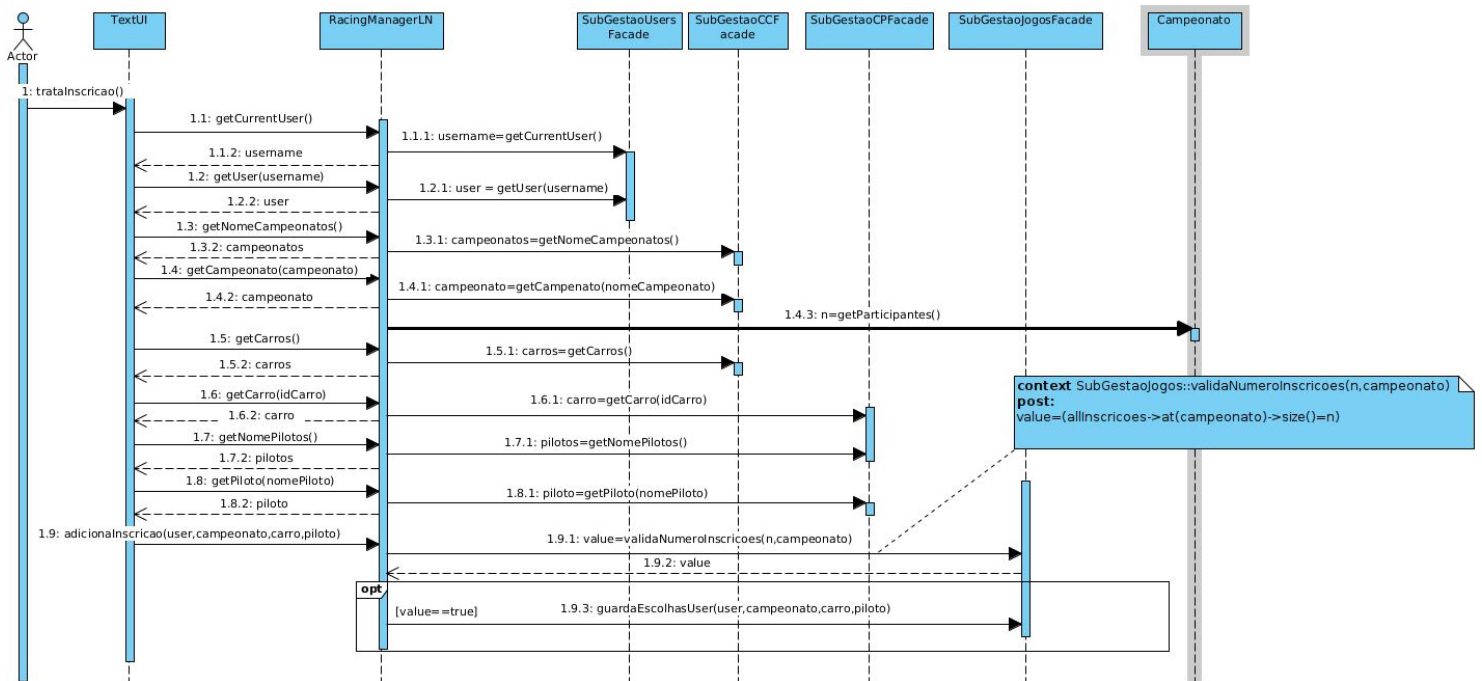 TextUI
RacingManagerLN
SubGestaoUsers
Facade
SubGestaoCCF
acade
SubGestaoCPFacade
SubGestaoJogosFacade
Campeonato
Actor
1: trataInscricao()
1.1: getCurrentUser()
1.1.1: username=getCurrentUser()
1.1.2: username
1.2: getUser(username)
1.2.1: user = getUser(username)
1.2.2: user
1.3: getNomeCampeonatos()
1.3.1: campeonatos=getNomeCampeonatos()
1.3.2: campeonatos
1.4: getCampeonato(campeonato)
1.4.1: campeonato=getCampenato(nomeCampeonato)
1.4.2: campeonato
1.4.3: n=getParticipantes()
1.5: getCarros()
1.5.1: carros=getCarros()
1.5.2: carros
1.6: getCarro(idCarro)
1.6.1: carro=getCarro(idCarro)
1.6.2: carro
1.7: getNomePilotos()
1.7.1: pilotos=getNomePilotos()
1.7.2: pilotos
1.8: getPiloto(nomePiloto)
1.8.1: piloto=getPiloto(nomePiloto)
1.8.2: piloto
context SubGestaoJogos::validaNumeroInscricoes(n,campeonato)
post:
value=(allInscricoes->at(campeonato)->size()=n)
1.9: adicionaInscricao(user,campeonato,carro,piloto)
1.9.1: value=validaNumeroInscricoes(n,campeonato)
1.9.2: value
opt
[value==true]
1.9.3: guardaEscolhasUser(user,campeonato,carro,piloto)